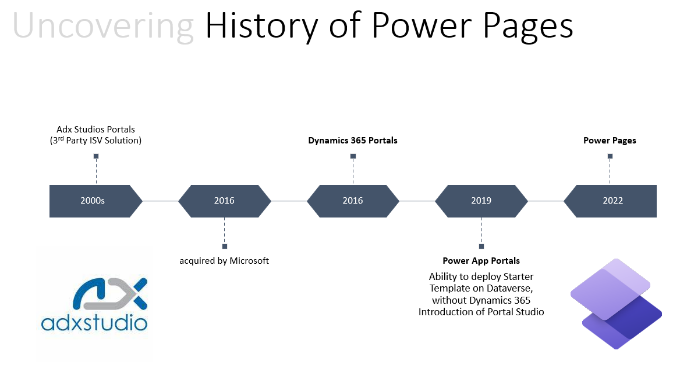 Uncovering History of Power Pages
Adx Studios Portals
(3rd Party ISV Solution)
Dynamics 365 Portals
Power Pages
2000s
2016
2016
2019
2022
acquired by Microsoft
Power App Portals
Ability to deploy Starter
Template on Dataverse,
without Dynamics 365
Introduction of Portal Studio
adxstudio